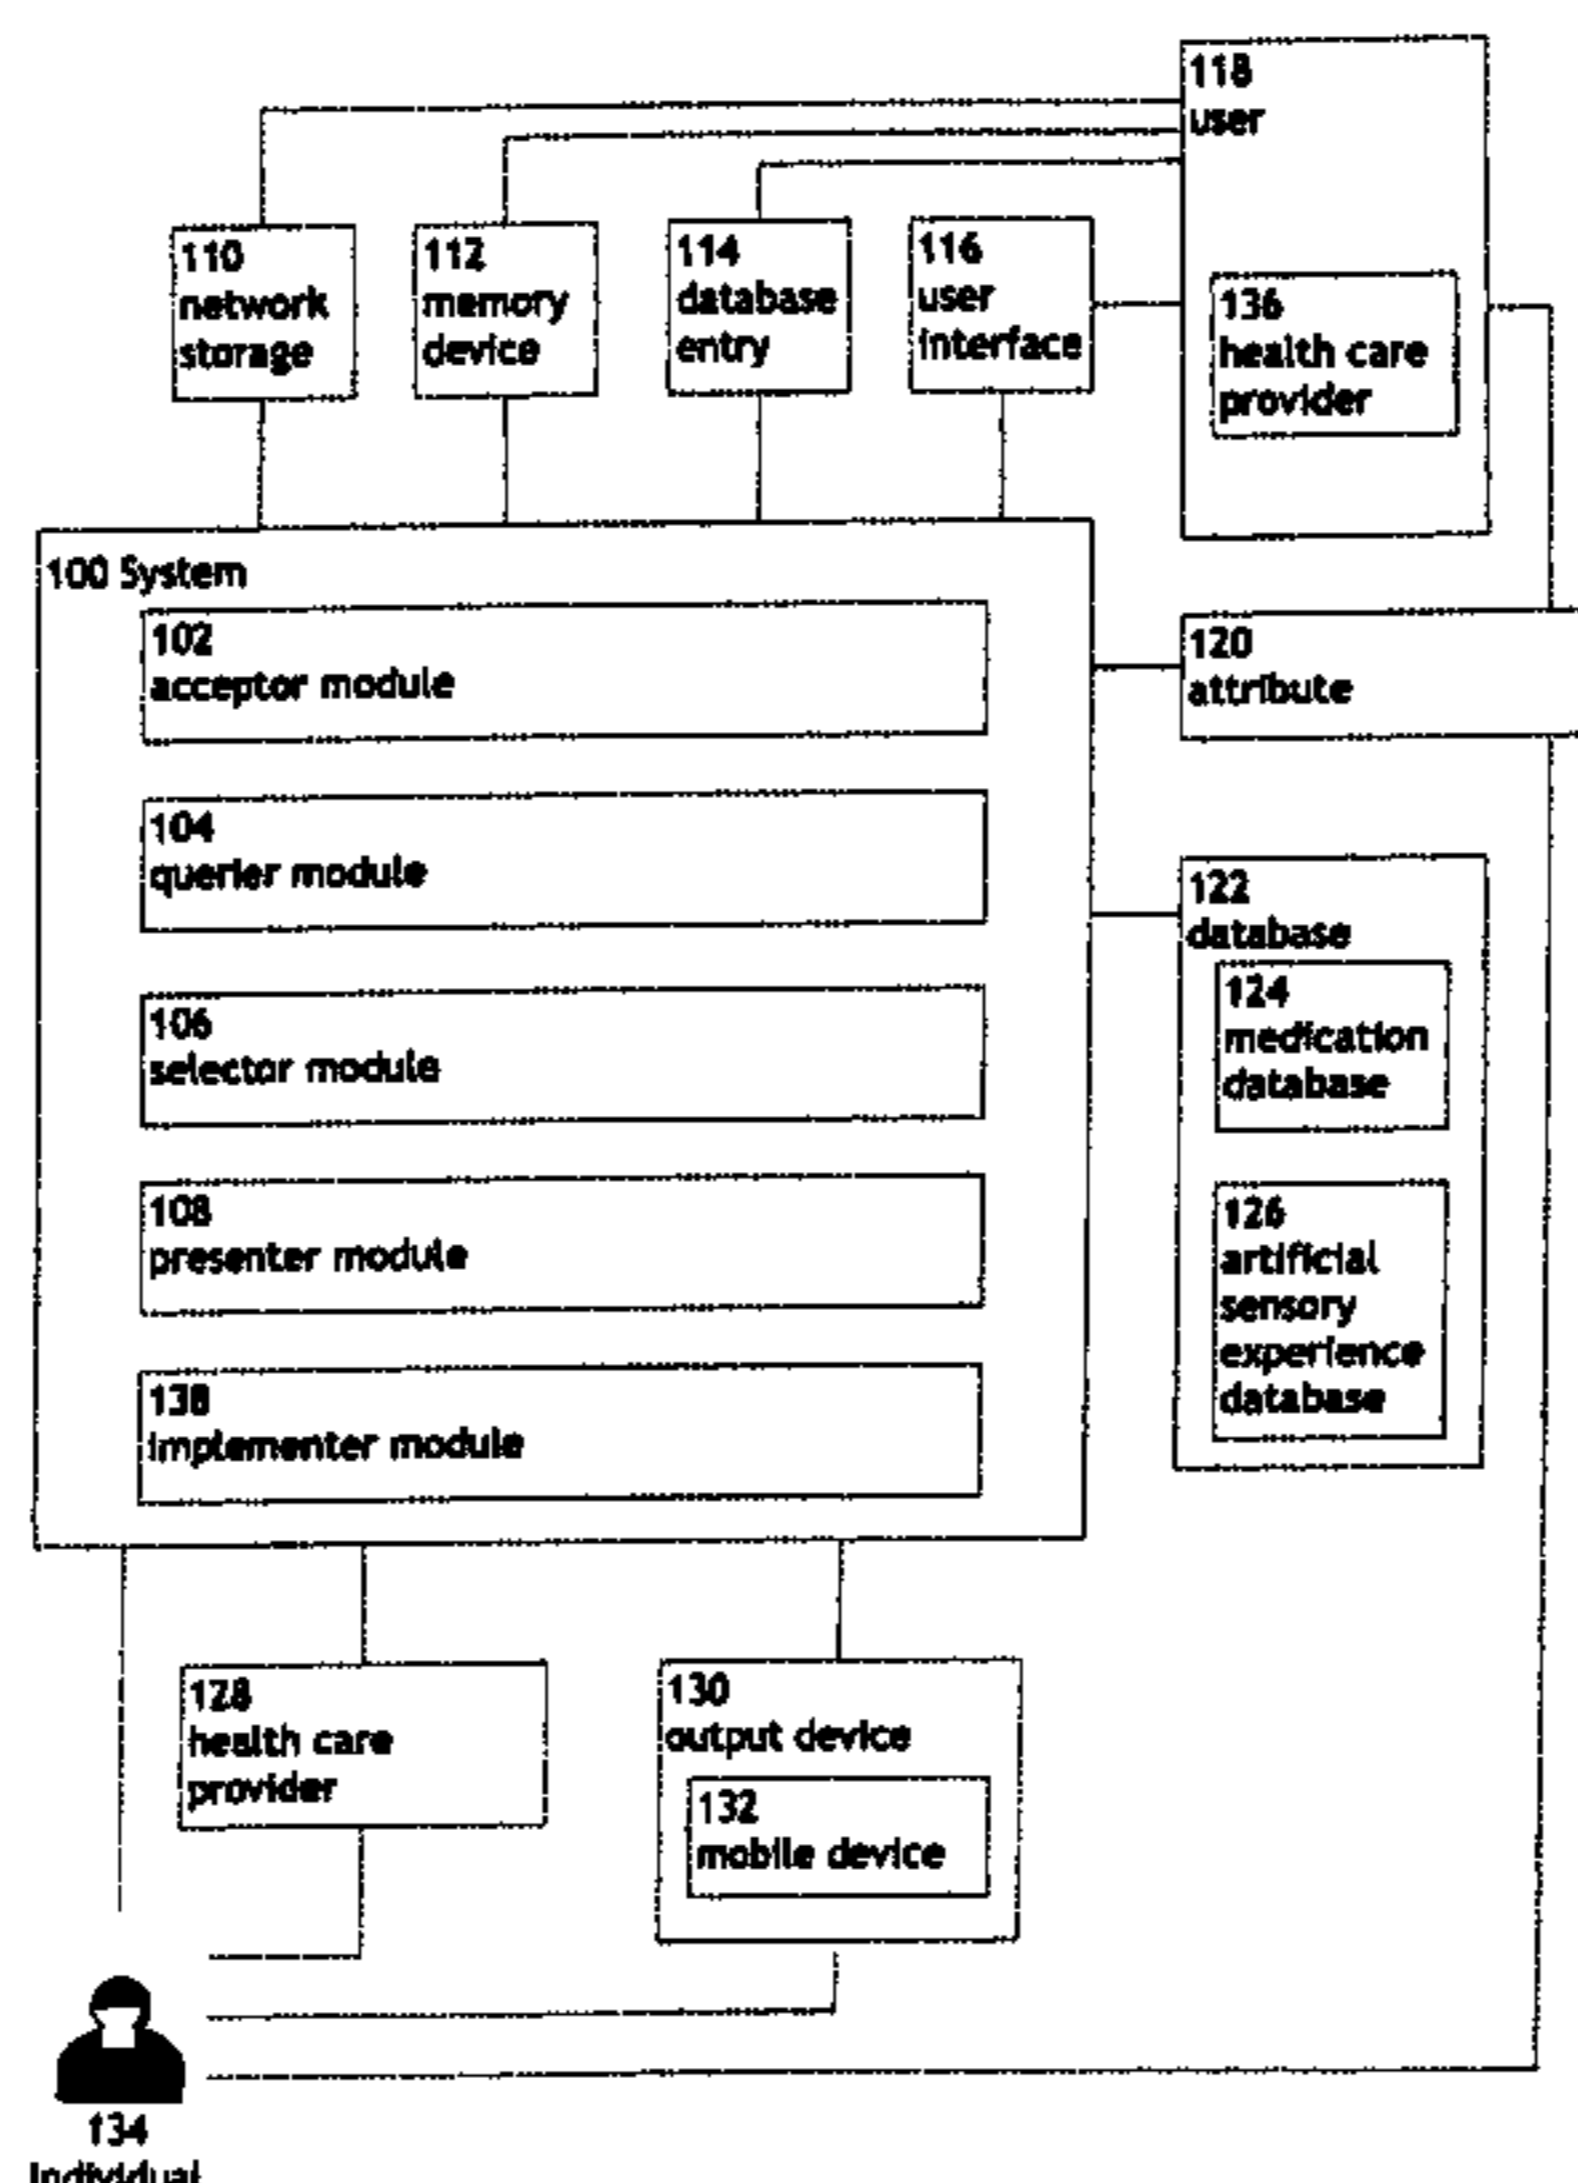 118
user
110
network
storage
112
memory
device
114
database
entry
116
user
interface
136
health care
provider
100 System
102
acceptor module
104
querier module
106
selector module
108
presenter module
138
implementer module
120
attribute
122
database
124
medication
database
126
artificial
sensory
experience
database
128
health care
provider
130
output device
132
mobile device
134
Individual